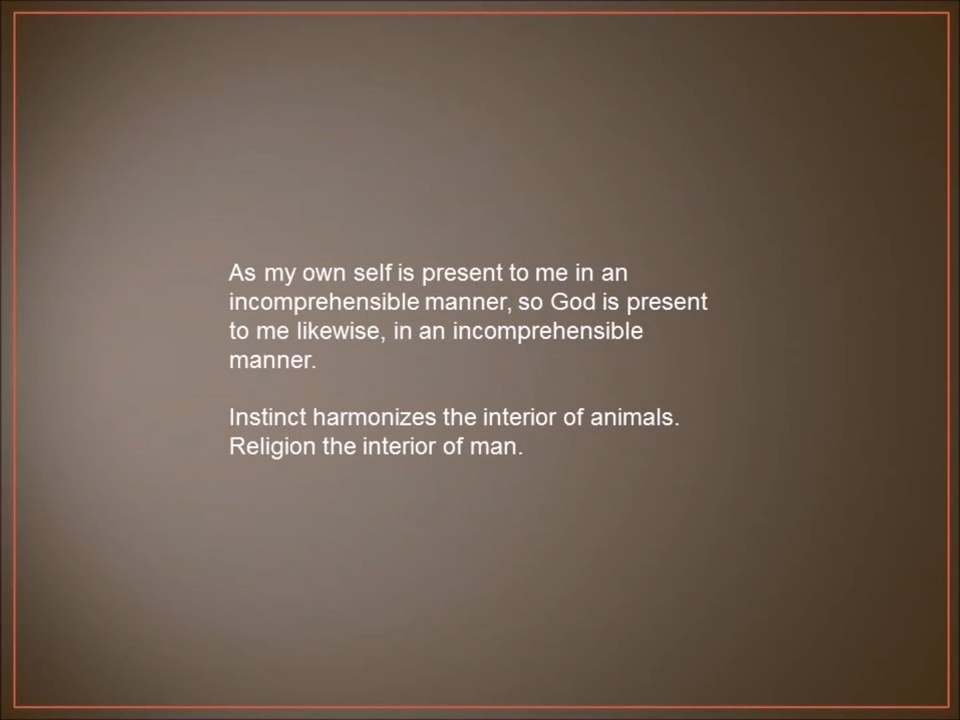 As my own self is present to me in an
incomprehensible manner, so God is present
to me likewise, in an incomprehensible
manner.
Instinct harmonizes the interior of animals.
Religion the interior of man.